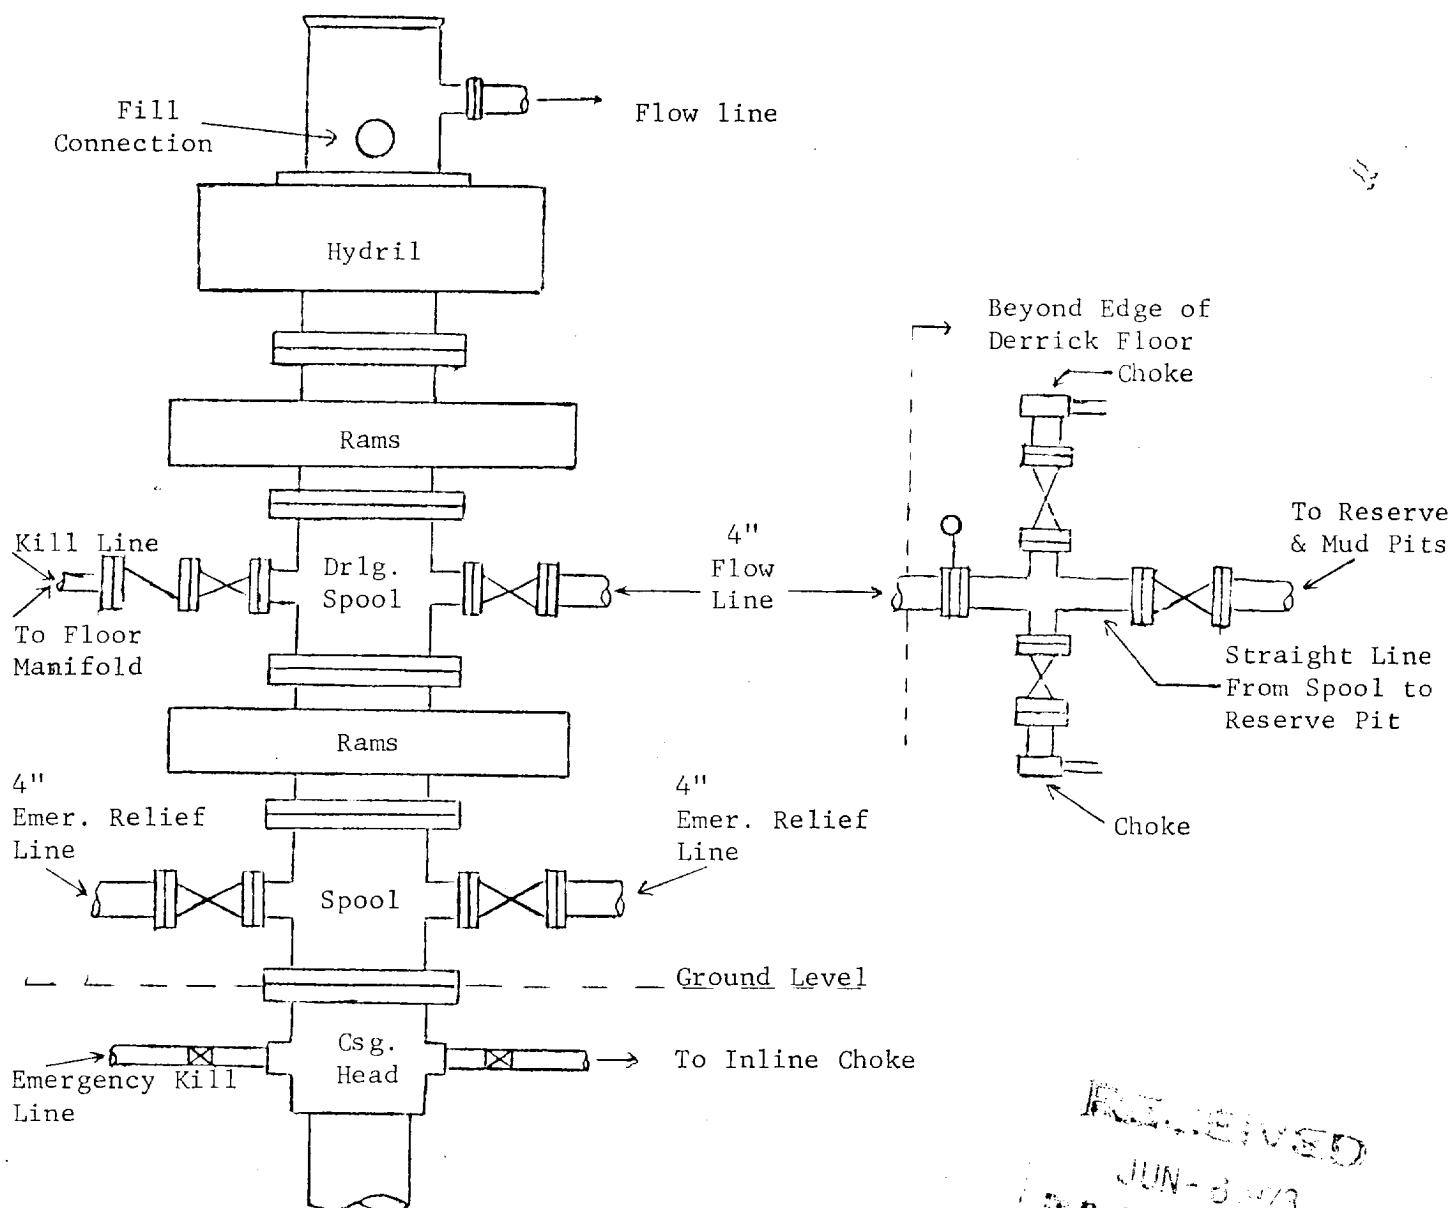 Fill
Connection
Flow line
Hydril
Beyond Edge of
Derrick Floor
Choke
Rams
Kill Line
Drlg.
Spool
4"
Flow
Line
To Reserve
& Mud Pits
To Floor
Manifold
Straight Line
From Spool to
Reserve Pit
Rams
4"
Emer. Relief
Line
4"
Emer. Relief
Line
Choke
Spool
Ground Level
Csg.
Head
To Inline Choke
Emergency Kill
Line
RECEIVED
JUN